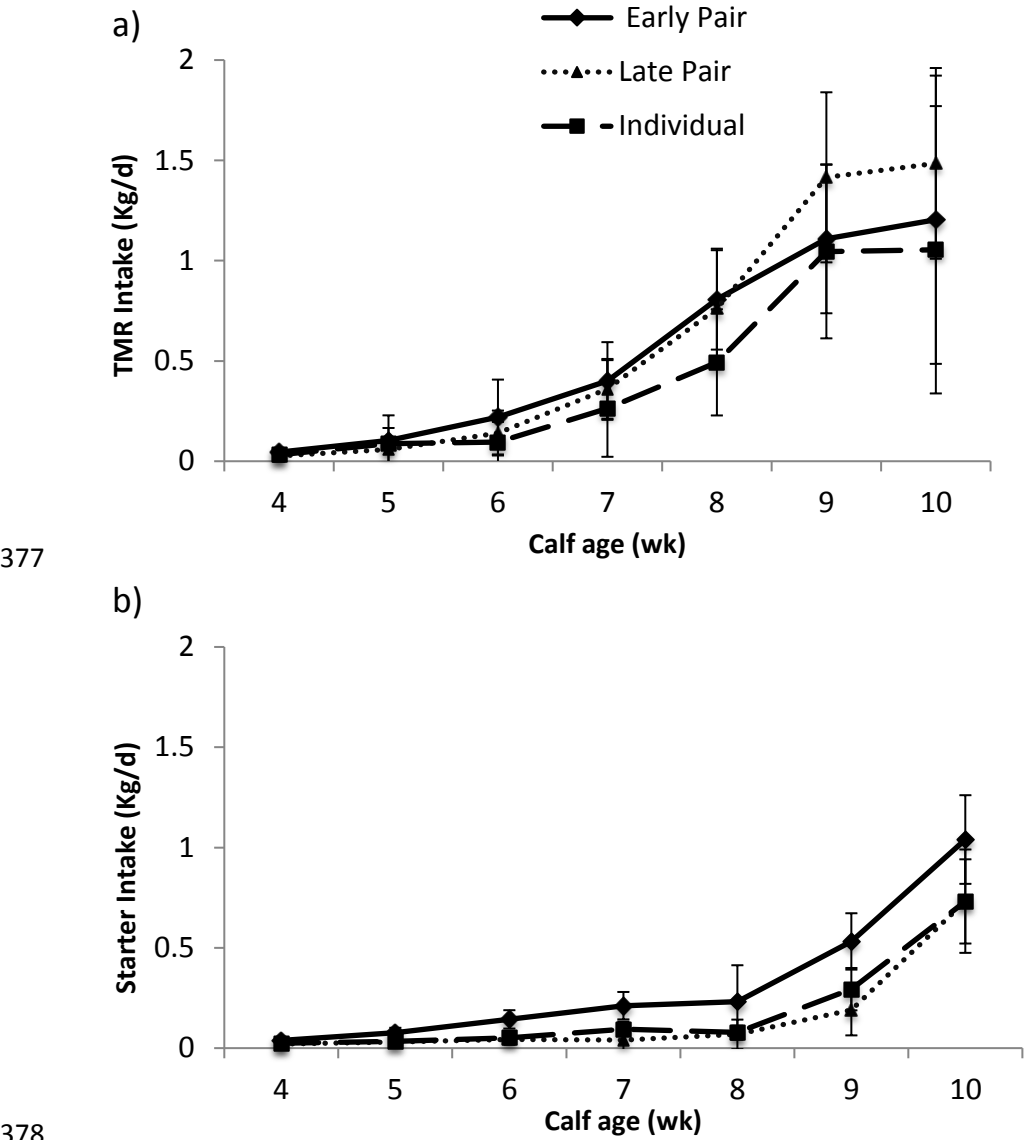 a)
Early Pair
Late Pair
Individual
2
1.5
1
0.5
0
TMR Intake (Kg/d)
4 5 6 7 8 9 10
Calf age (wk)
377
b)
2
1.5
1
0.5
0
Starter Intake (Kg/d)
4 5 6 7 8 9 10
Calf age (wk)
378